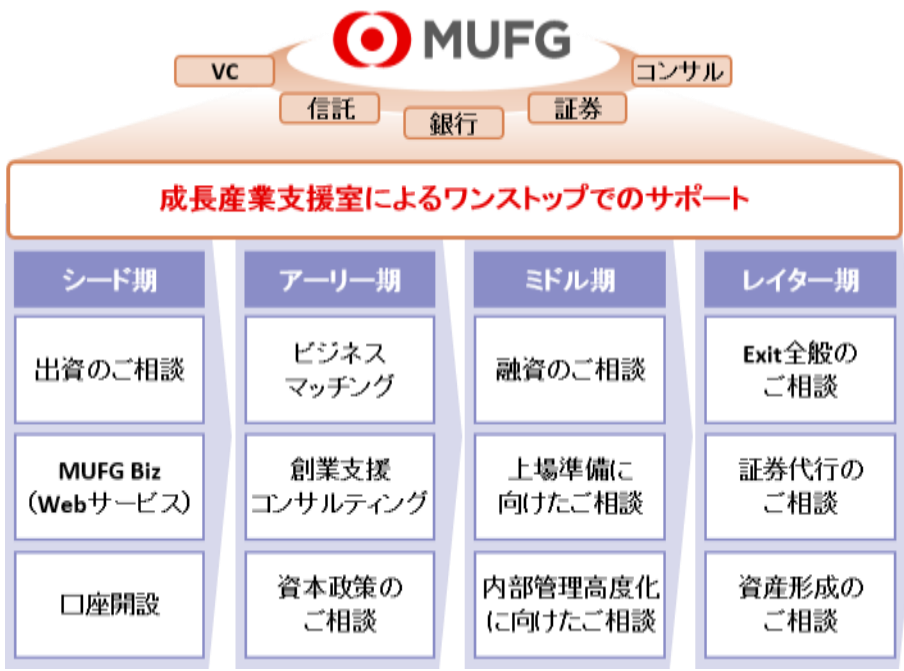 MUFG
VC
コンサル
信託
証券
銀行
成長産業支援室によるワンストップでのサポート
シード期
出資のご相談
MUFG Biz
(Webサービス)
口座開設
アーリー期
ビジネス
マッチング
創業支援
コンサルティング
資本政策の
ご相談
ミドル期
融資のご相談
上場準備に
向けたご相談
内部管理高度化
に向けたご相談
レイター期
Exit全般の
ご相談
証券代行の
ご相談
資産形成の
ご相談